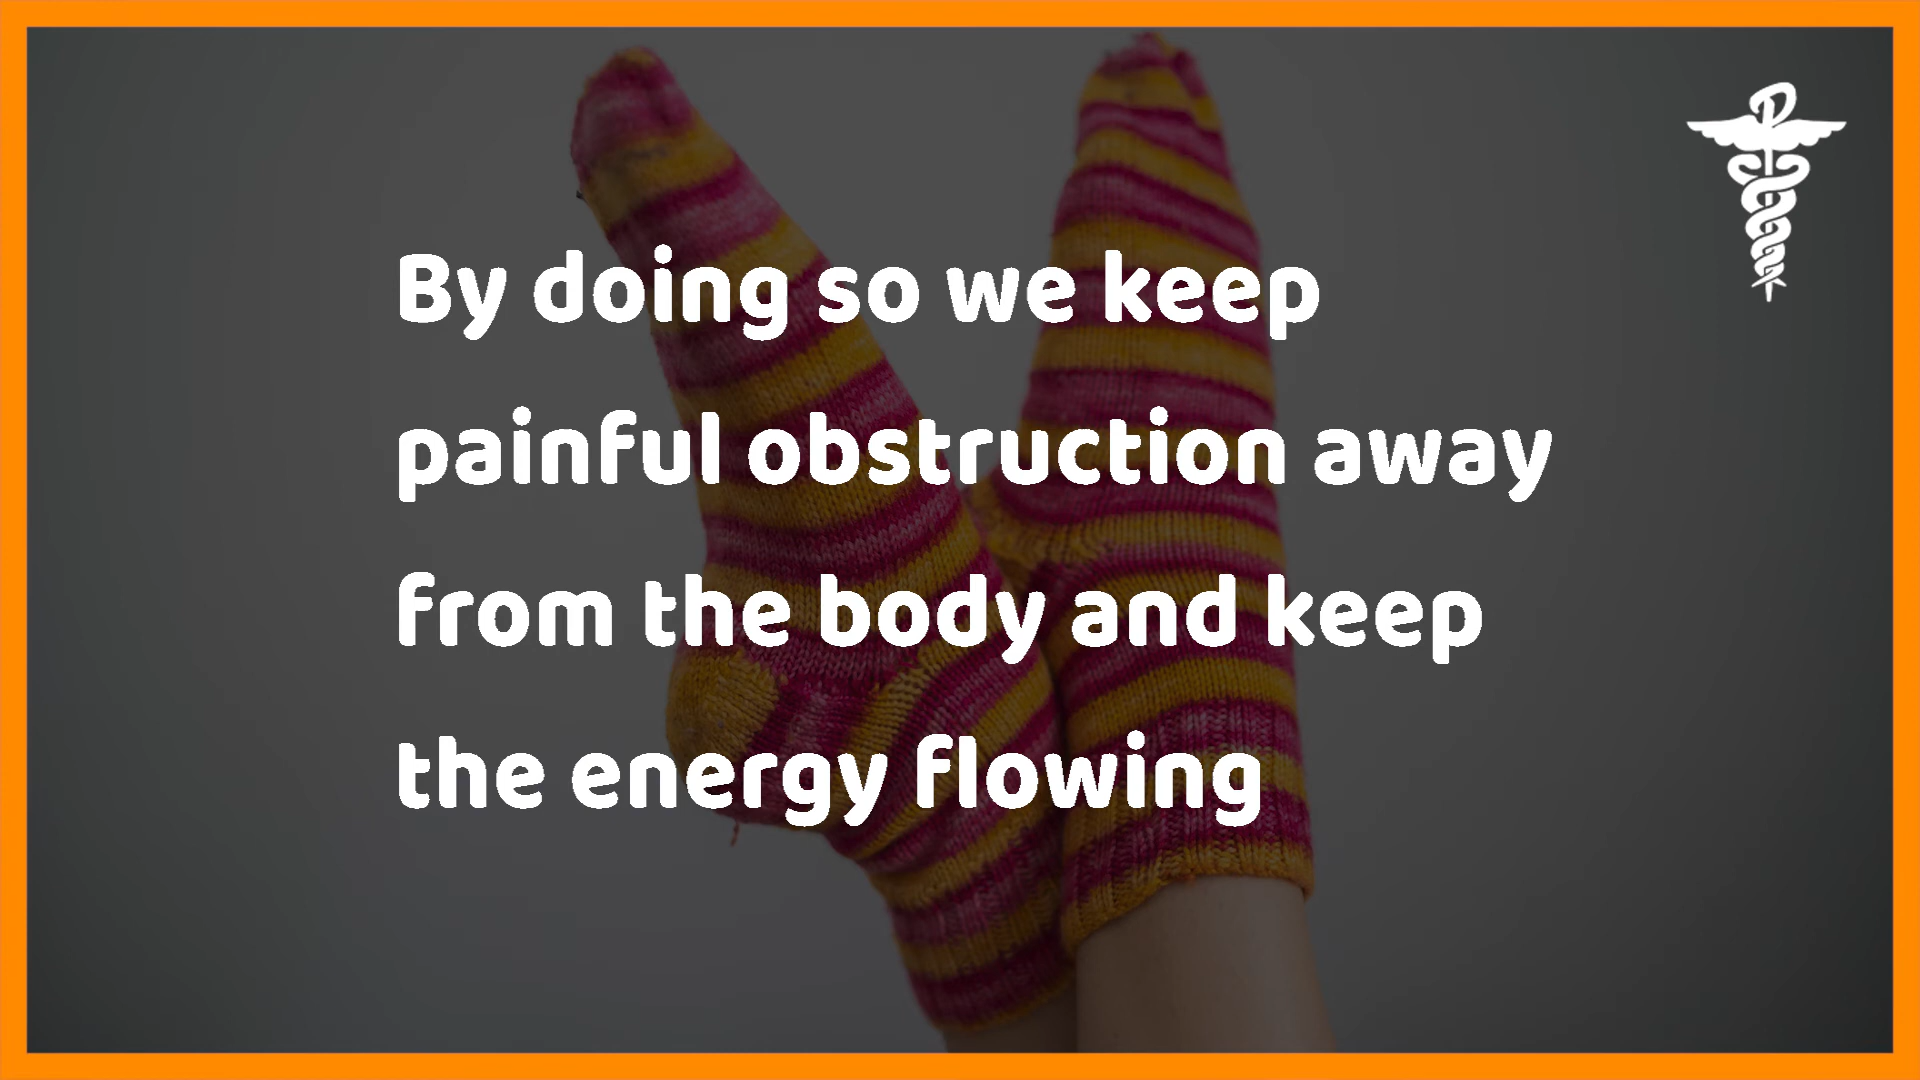 By doing so we keep
painful obstruction away
from the body and keep
the energy flowing